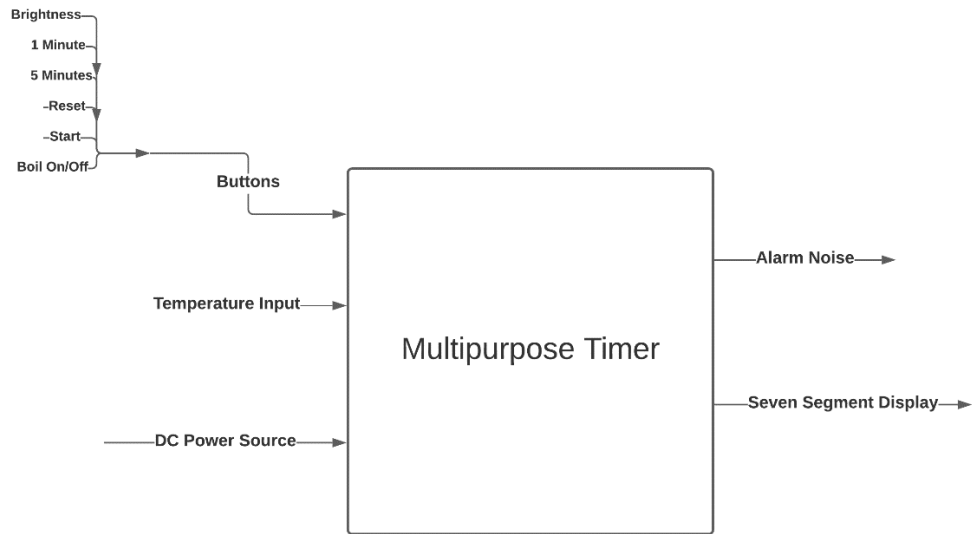 Brightness
1 Minute
5 Minutes
Reset
Start
Boil On/Off
Buttons
Temperature Input
DC Power Source
Multipurpose Timer
Alarm Noise
Seven Segment Display